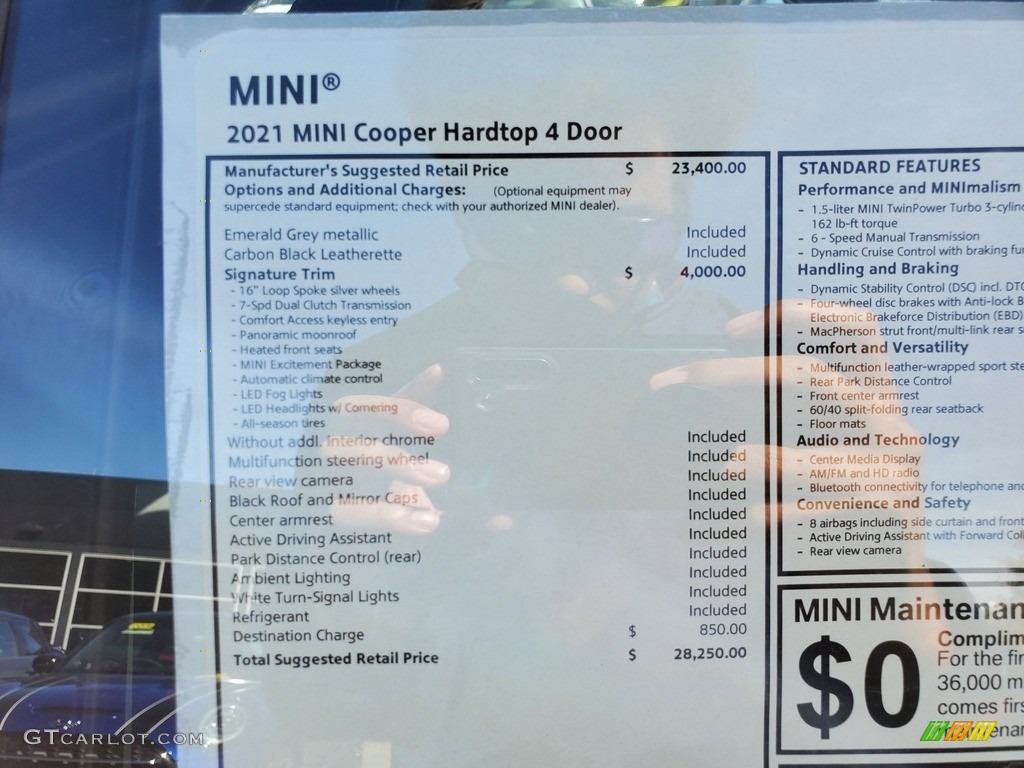 MINI®
2021 MINI Cooper Hardtop 4 Door
Manufacturer's Suggested Retail Price $ 23,400.00
Options and Additional Charges: (Optional equipment may
supercede standard equipment; check with your authorized MINI dealer).
Emerald Grey metallic Included
Carbon Black Leatherette Included
Signature Trim $ 4,000.00
- 16" Loop Spoke silver wheels
- 7-Spd Dual Clutch Transmission
- Comfort Access keyless entry
- Panoramic moonroof
- Heated front seats
- MINI Excitement Package
- Automatic climate control
- LED Fog Lights
- LED Headlights w/ Cornering
- All-season tires
Without addl. Interior chrome Included
Multifunction steering wheel Included
Rear view camera Included
Black Roof and Mirror Caps Included
Center armrest Included
Active Driving Assistant Included
Park Distance Control (rear) Included
Ambient Lighting Included
White Turn-Signal Lights Included
Refrigerant Included
Destination Charge $ 850.00
Total Suggested Retail Price $ 28,250.00
STANDARD FEATURES
Performance and MINImalism
- 1.5-liter MINI TwinPower Turbo 3-cylin
162 lb-ft torque
- 6 - Speed Manual Transmission
- Dynamic Cruise Control with braking fu
Handling and Braking
- Dynamic Stability Control (DSC) incl. DTC
- Four-wheel disc brakes with Anti-lock B
Electronic Brakeforce Distribution (EBD)
- MacPherson strut front/multi-link rear s
Comfort and Versatility
- Multifunction leather-wrapped sport ste
- Rear Park Distance Control
- Front center armrest
- 60/40 split-folding rear seatback
- Floor mats
Audio and Technology
- Center Media Display
- AM/FM and HD radio
- Bluetooth connectivity for telephone and
Convenience and Safety
- 8 airbags including side curtain and front
- Active Driving Assistant with Forward Coll
- Rear view camera
MINI Maintenan
$0
Complim
For the fir
36,000 m
comes firs
GTCARLOT.COM